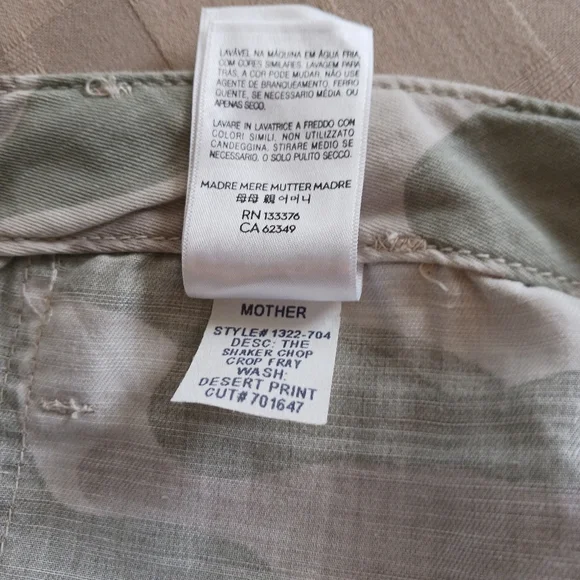 LAVÁVEL NA MÁQUINA EM ÁGUA FRIA
COM CORES SIMILARES. LAVAGEM PARA
TRÁS, A COR PODE MUDAR. NÃO USE
AGENTE DE BRANQUEAMENTO. FERRO
QUENTE, SE NECESSARIO MÉDIA. OU
APENAS SECO.
LAVARE IN LAVATRICE A FREDDO CON
COLORI SIMILI. NON UTILIZZATO
CANDEGGINA. STIRARE MEDIO SE
NECESSARIO. O SOLO PULITO SECCO.
MADRE MERE MUTTER MADRE
母母 親 어머니
RN 133376
CA 62349
MOTHER
STYLE# 1322-704
DESC: THE
SHAKER CHOP
CROP FRAY
WASH:
DESERT PRINT
CUT# 701647